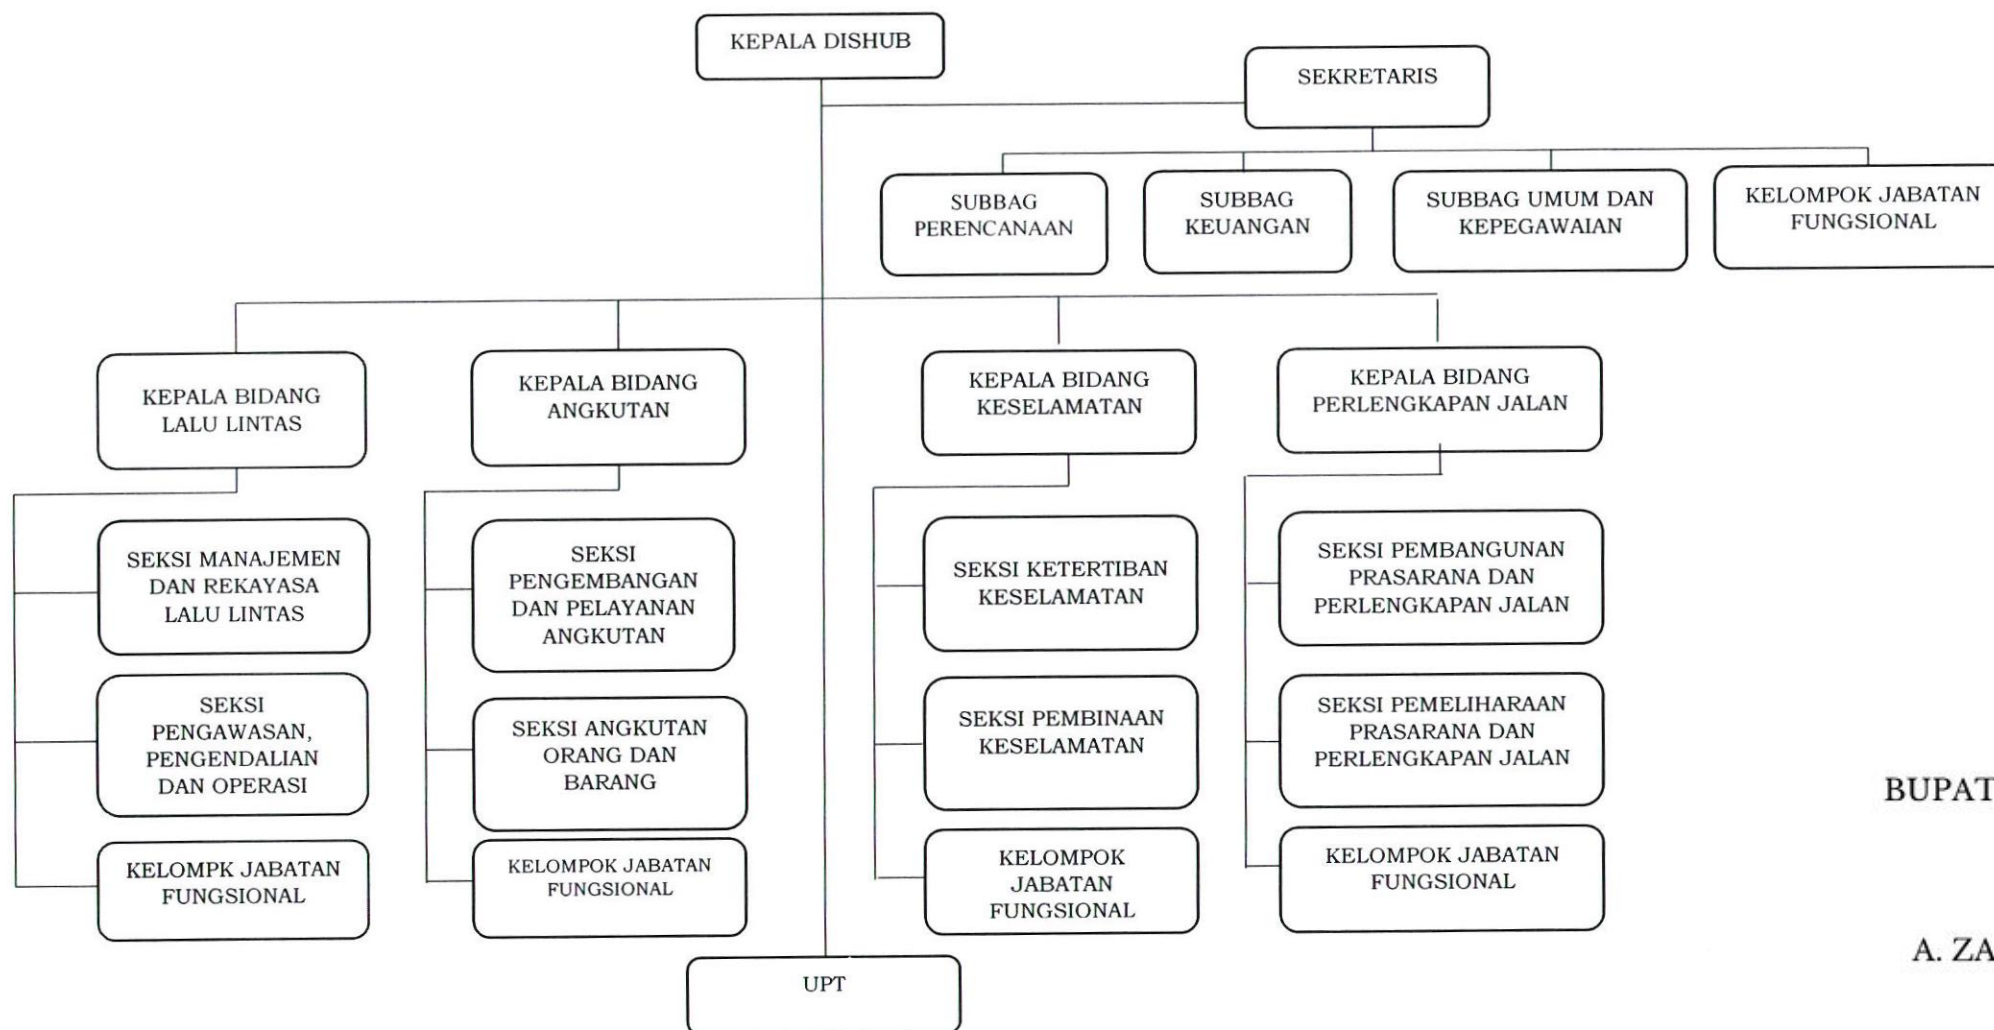 KEPALA DISHUB
SEKRETARIS
SUBBAG
PERENCANAAN
SUBBAG
KEUANGAN
SUBBAG UMUM DAN
KEPEGAWAIAN
KELOMPOK JABATAN
FUNGSIONAL
KEPALA BIDANG
LALU LINTAS
KEPALA BIDANG
ANGKUTAN
KEPALA BIDANG
KESELAMATAN
KEPALA BIDANG
PERLENGKAPAN JALAN
SEKSI MANAJEMEN
DAN REKAYASA
LALU LINTAS
SEKSI
PENGEMBANGAN
DAN PELAYANAN
ANGKUTAN
SEKSI KETERTIBAN
KESELAMATAN
SEKSI PEMBANGUNAN
PRASARANA DAN
PERLENGKAPAN JALAN
SEKSI
PENGAWASAN,
PENGENDALIAN
DAN OPERASI
SEKSI ANGKUTAN
ORANG DAN
BARANG
SEKSI PEMBINAAN
KESELAMATAN
SEKSI PEMELIHARAAN
PRASARANA DAN
PERLENGKAPAN JALAN
KELOMPK JABATAN
FUNGSIONAL
KELOMPOK JABATAN
FUNGSIONAL
KELOMPOK
JABATAN
FUNGSIONAL
KELOMPOK JABATAN
FUNGSIONAL
UPT
BUPAT
A. ZA